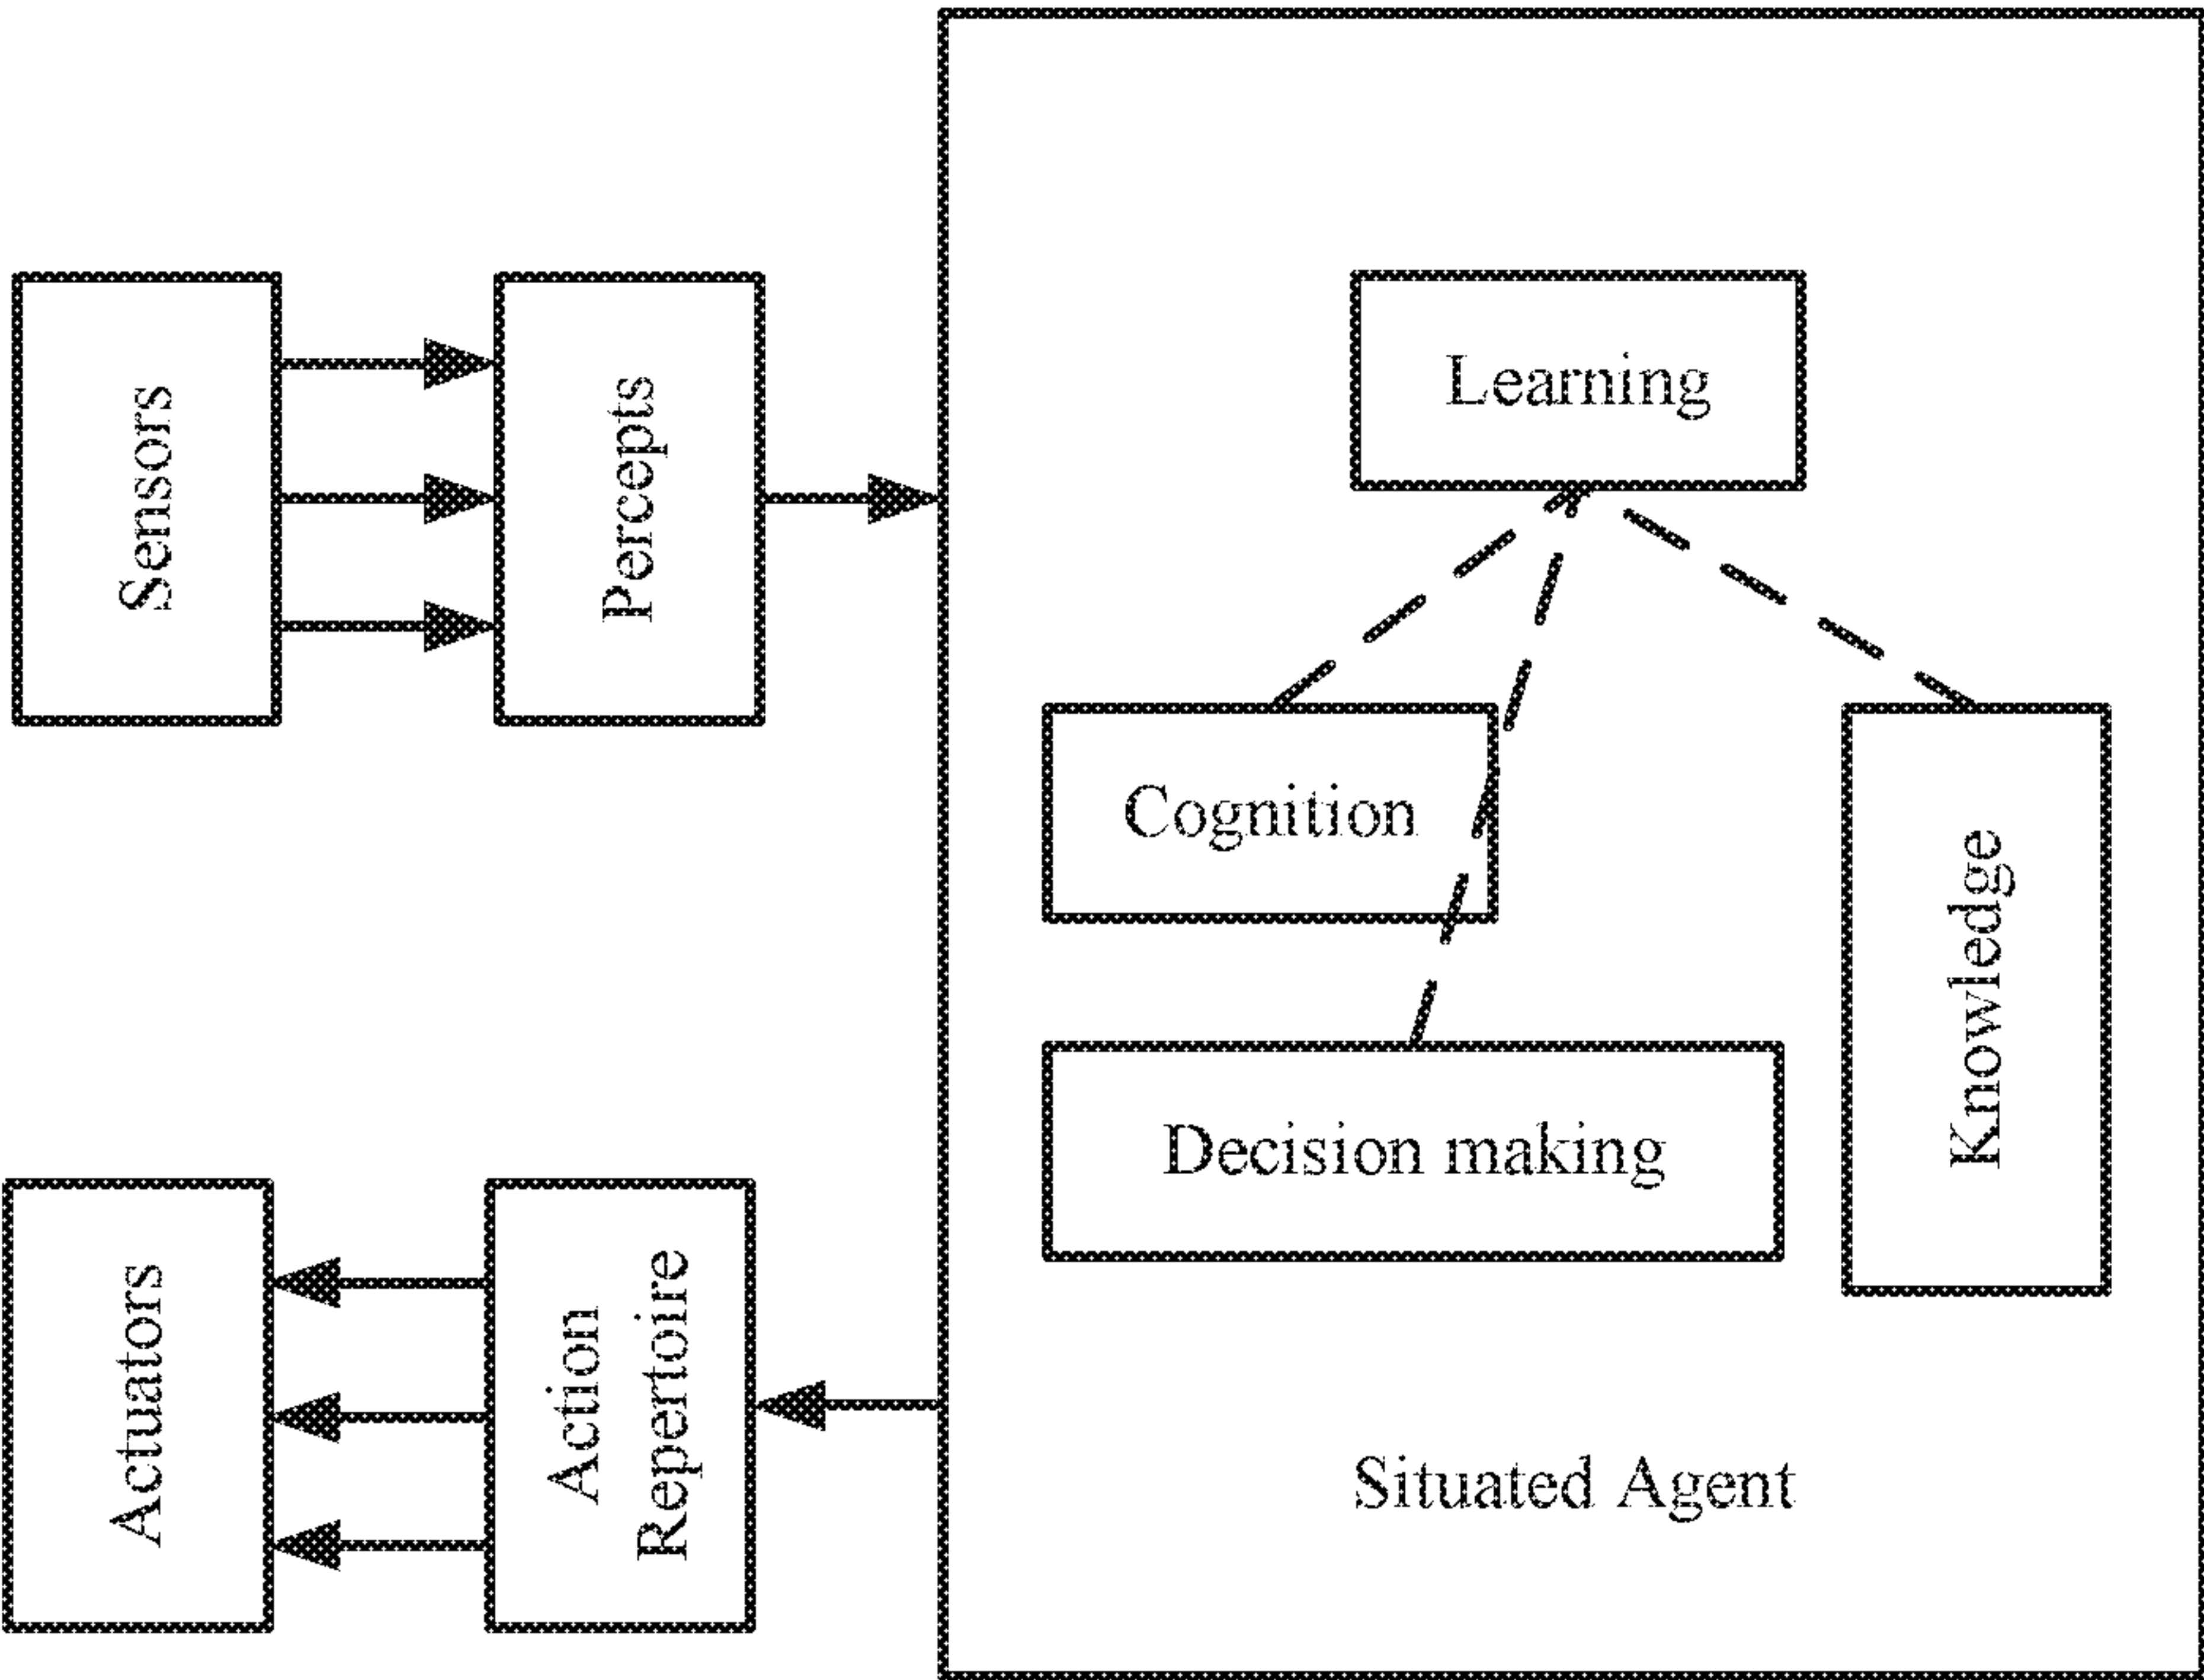 Sensors
Percepts
Learning
Cognition
Knowledge
Decision making
Actuators
Action
Repertoire
Situated Agent